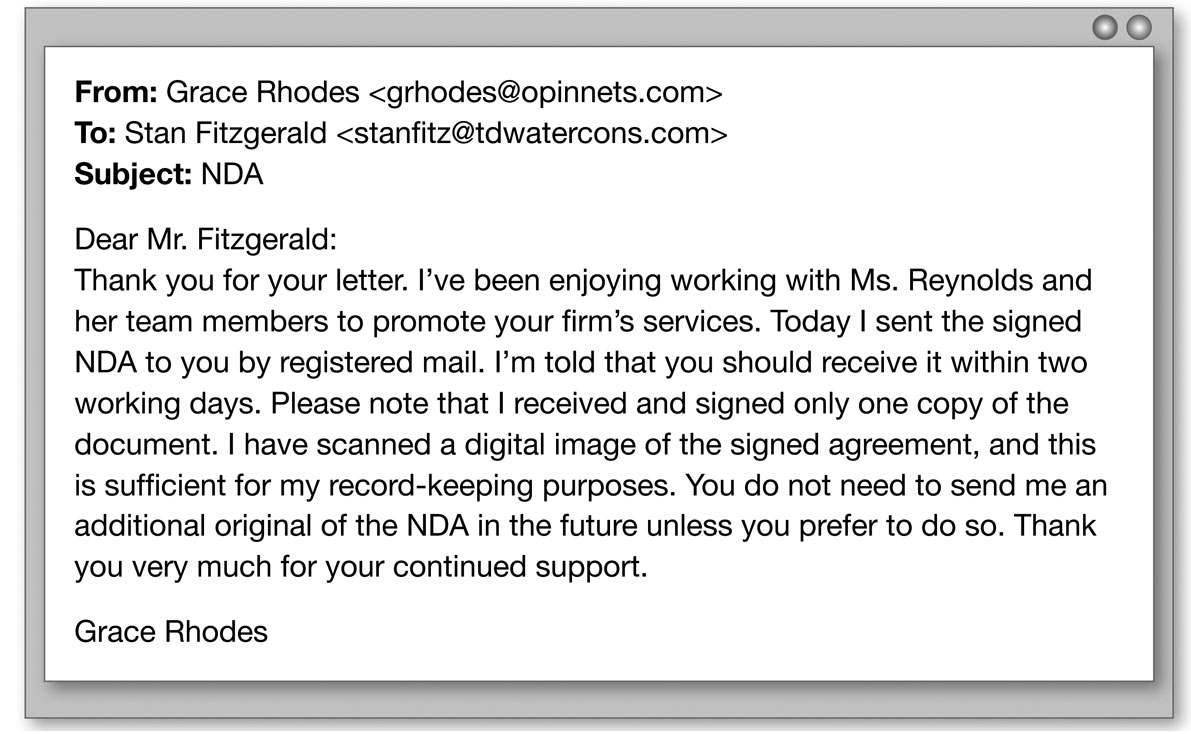 From: Grace Rhodes <grhodes@opinnets.com>
To: Stan Fitzgerald <stanfitz@tdwatercons.com>
Subject: NDA
Dear Mr. Fitzgerald:
Thank you for your letter. I’ve been enjoying working with Ms. Reynolds and
her team members to promote your firm’s services. Today I sent the signed
NDA to you by registered mail. I’m told that you should receive it within two
working days. Please note that I received and signed only one copy of the
document. I have scanned a digital image of the signed agreement, and this
is sufficient for my record-keeping purposes. You do not need to send me an
additional original of the NDA in the future unless you prefer to do so. Thank
you very much for your continued support.
Grace Rhodes